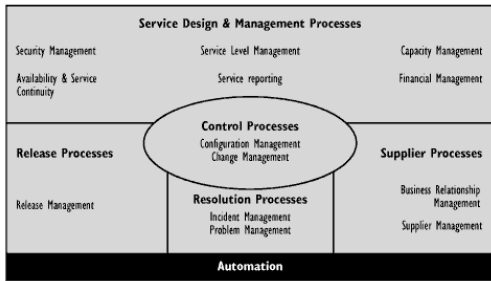 Service Design & Management Processes
Security Management
Service Level Management
Capacity Management
Availability & Service
Continuity
Service reporting
Financial Management
Control Processes
Configuration Management
Change Management
Release Processes
Release Management
Resolution Processes
Incident Management
Problem Management
Supplier Processes
Business Relationship
Management
Supplier Management
Automation